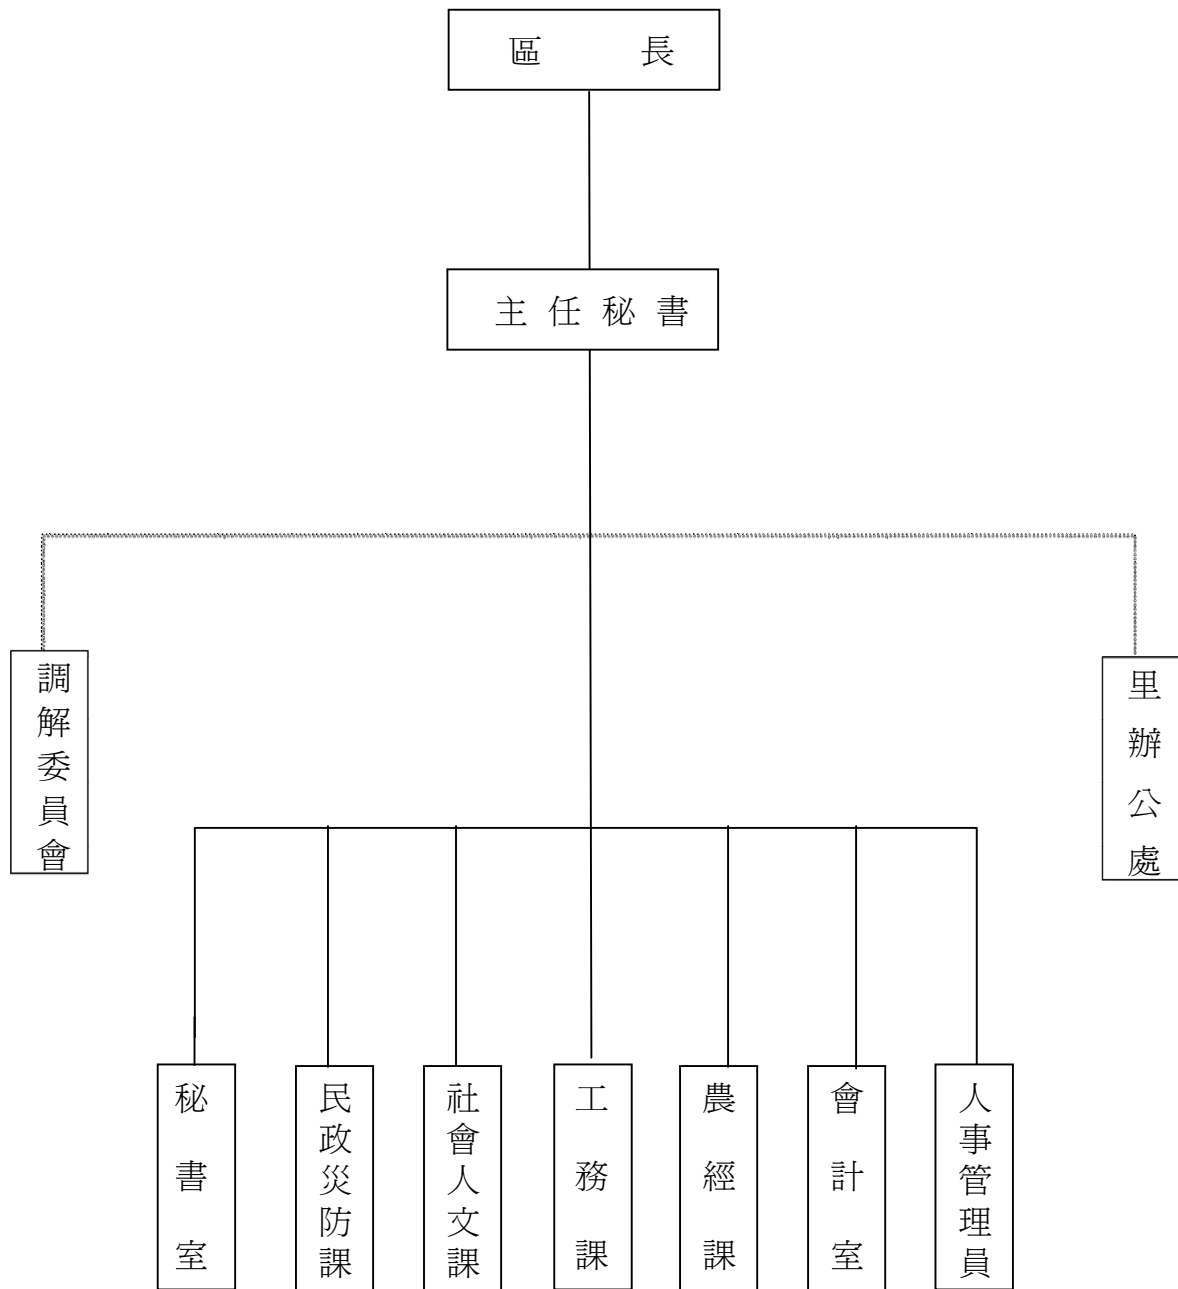 區長
主任秘書
調解委員會
里辦公處
秘書室
民政災防課
社會人文課
工務課
農經課
會計室
人事管理員